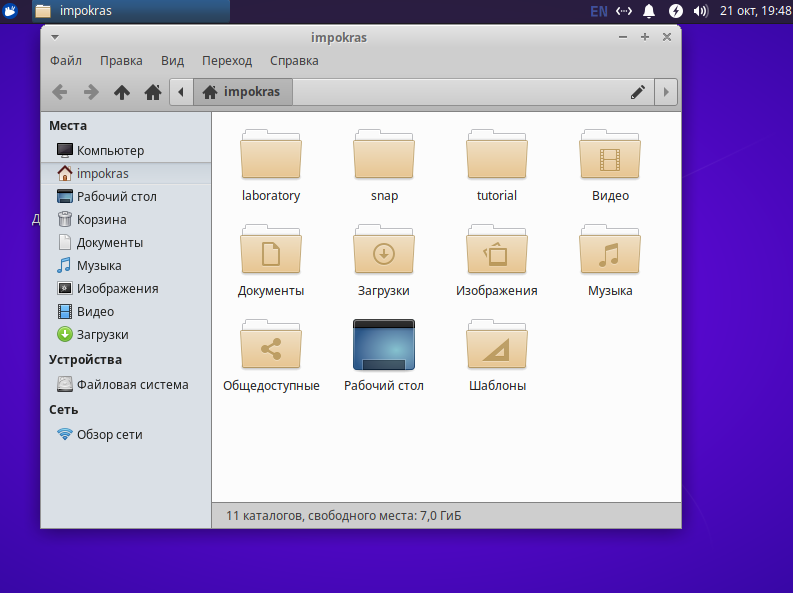 impokras
EN
21 окт, 19:48
impokras
Файл Правка Вид Переход Справка
impokras
Места
Компьютер
impokras
Рабочий стол
Корзина
Документы
Музыка
Изображения
Видео
Загрузки
Устройства
Файловая система
Сеть
Обзор сети
laboratory snap tutorial Видео
Документы Загрузки Изображения Музыка
Общедоступные Рабочий стол Шаблоны
11 каталогов, свободного места: 7,0 ГиБ